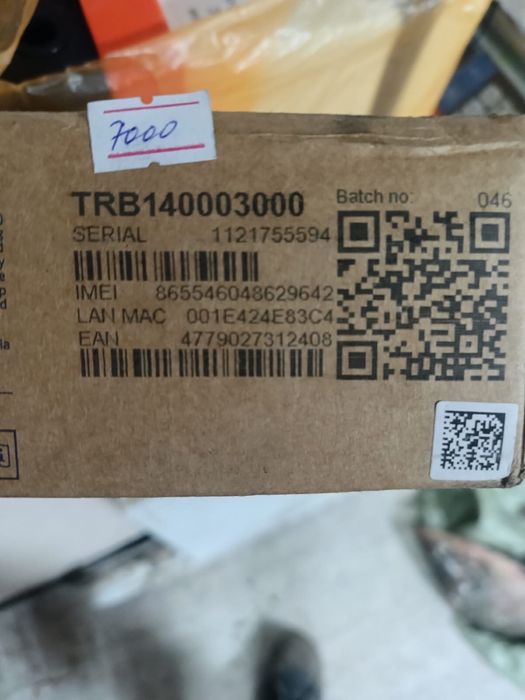 7000
TRB140003000
Batch no: 046
SERIAL 1121755594
IMEI 865546048629642
LAN MAC 001E424E83C4
EAN 4779027312408